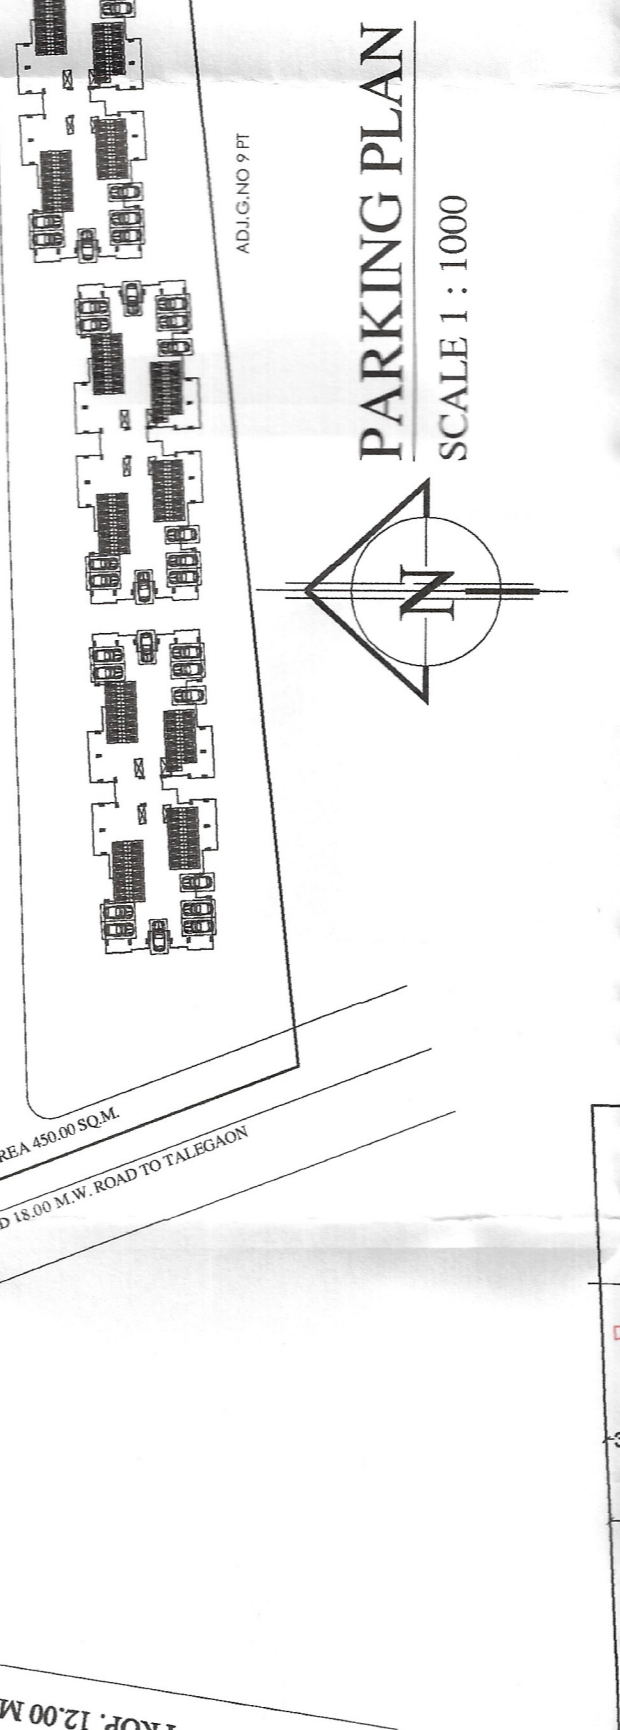 PARKING PLAN
SCALE 1 : 1000
ADJ.G.NO 9 PT
N
REA 450.00 SQ.M.
D 18.00 M.W. ROAD TO TALEGAON
PROP. 12.00 M